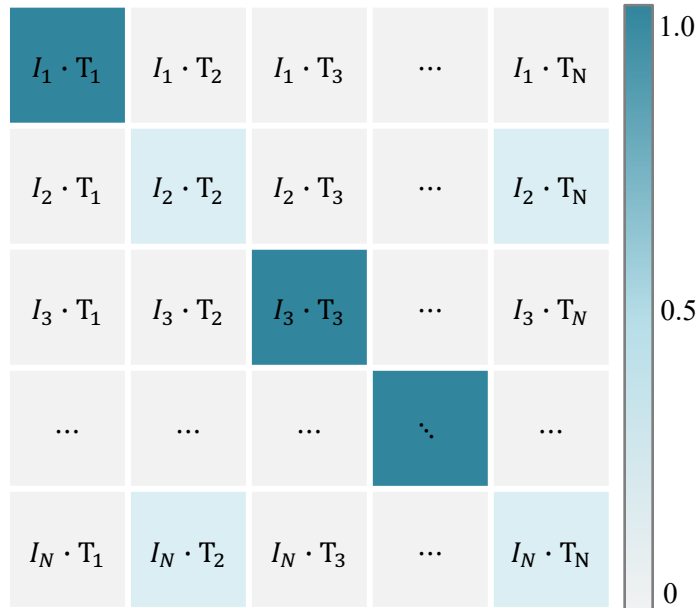 I₁ · T₁ I₁ · T₂ I₁ · T₃ ⋯ I₁ · T_N 1.0
I₂ · T₁ I₂ · T₂ I₂ · T₃ ⋯ I₂ · T_N
I₃ · T₁ I₃ · T₂ I₃ · T₃ ⋯ I₃ · T_N 0.5
⋯ ⋯ ⋯ ⋱ ⋯
I_N · T₁ I_N · T₂ I_N · T₃ ⋯ I_N · T_N 0